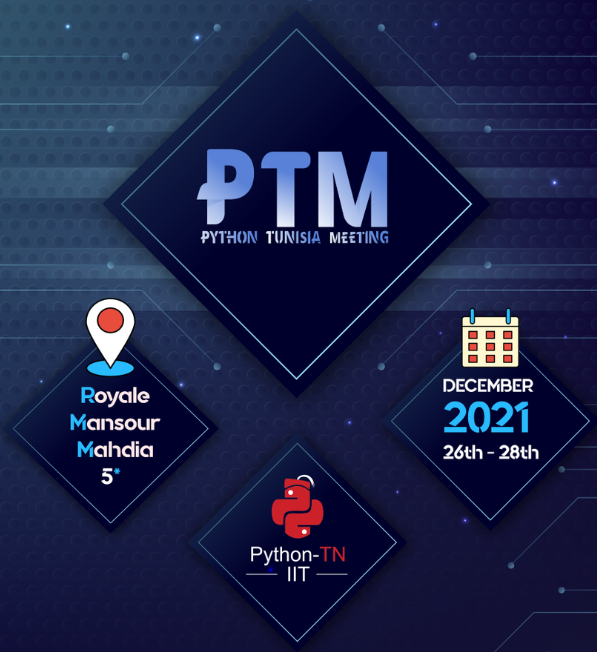 PTM
PYTHON TUNISIA MEETING
Royale
Mansour
Mahdia
5*
DECEMBER
2021
26th - 28th
Python-TN
IIT